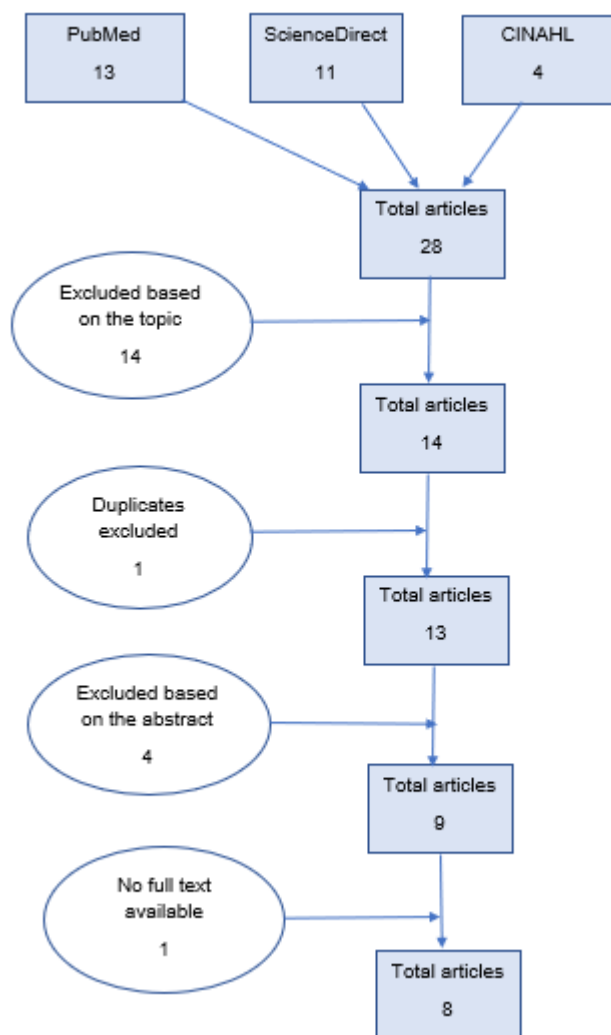 PubMed
13
ScienceDirect
11
CINAHL
4
Total articles
28
Excluded based
on the topic
14
Total articles
14
Duplicates
excluded
1
Total articles
13
Excluded based
on the abstract
4
Total articles
9
No full text
available
1
Total articles
8